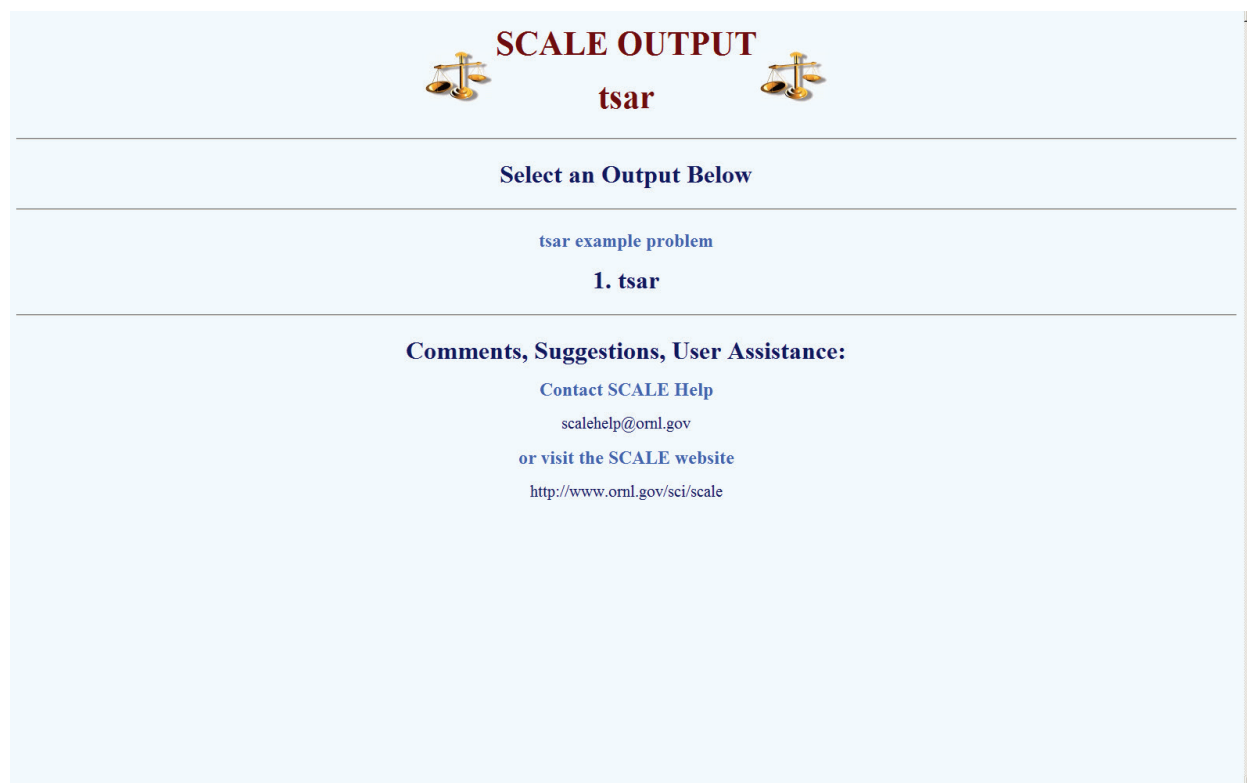 SCALE OUTPUT
tsar
Select an Output Below
tsar example problem
1. tsar
Comments, Suggestions, User Assistance:
Contact SCALE Help
scalehelp@ornl.gov
or visit the SCALE website
http://www.ornl.gov/sci/scale